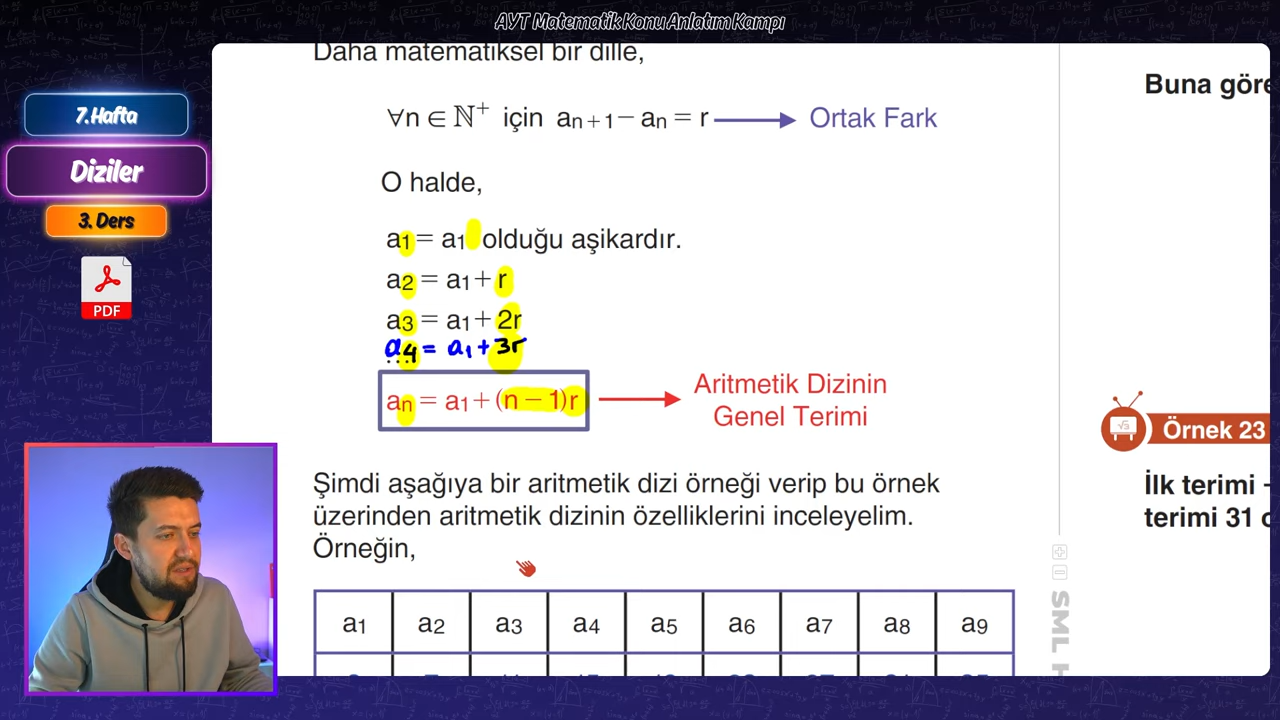 AYT Matematik Konu Anlatım Kampı
7. Hafta
Diziler
3. Ders
PDF
Daha matematiksel bir dille,
∀n ∈ ℕ⁺ için aₙ₊₁ − aₙ = r → Ortak Fark
O halde,
a₁ = a₁ olduğu aşikardır.
a₂ = a₁ + r
a₃ = a₁ + 2r
a₄ = a₁ + 3r
...
aₙ = a₁ + (n − 1)r → Aritmetik Dizinin
Genel Terimi
Şimdi aşağıya bir aritmetik dizi örneği verip bu örnek
üzerinden aritmetik dizinin özelliklerini inceleyelim.
Örneğin,
a₁ a₂ a₃ a₄ a₅ a₆ a₇ a₈ a₉
Buna göre
Örnek 23
İlk terimi
terimi 31
SML